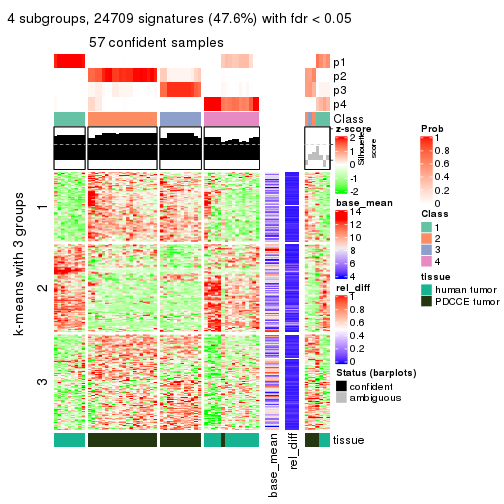 4 subgroups, 24709 signatures (47.6%) with fdr < 0.05
57 confident samples
p1
p2
p3
p4
Class
Silhouette
score
k-means with 3 groups
1
2
3
tissue
base_mean
rel_diff
z-score
2
1
0
-1
-2
base_mean
14
12
10
8
6
4
rel_diff
1
0.8
0.6
0.4
0.2
0
Status (barplots)
confident
ambiguous
Prob
1
0.8
0.6
0.4
0.2
0
Class
1
2
3
4
tissue
human tumor
PDCCE tumor